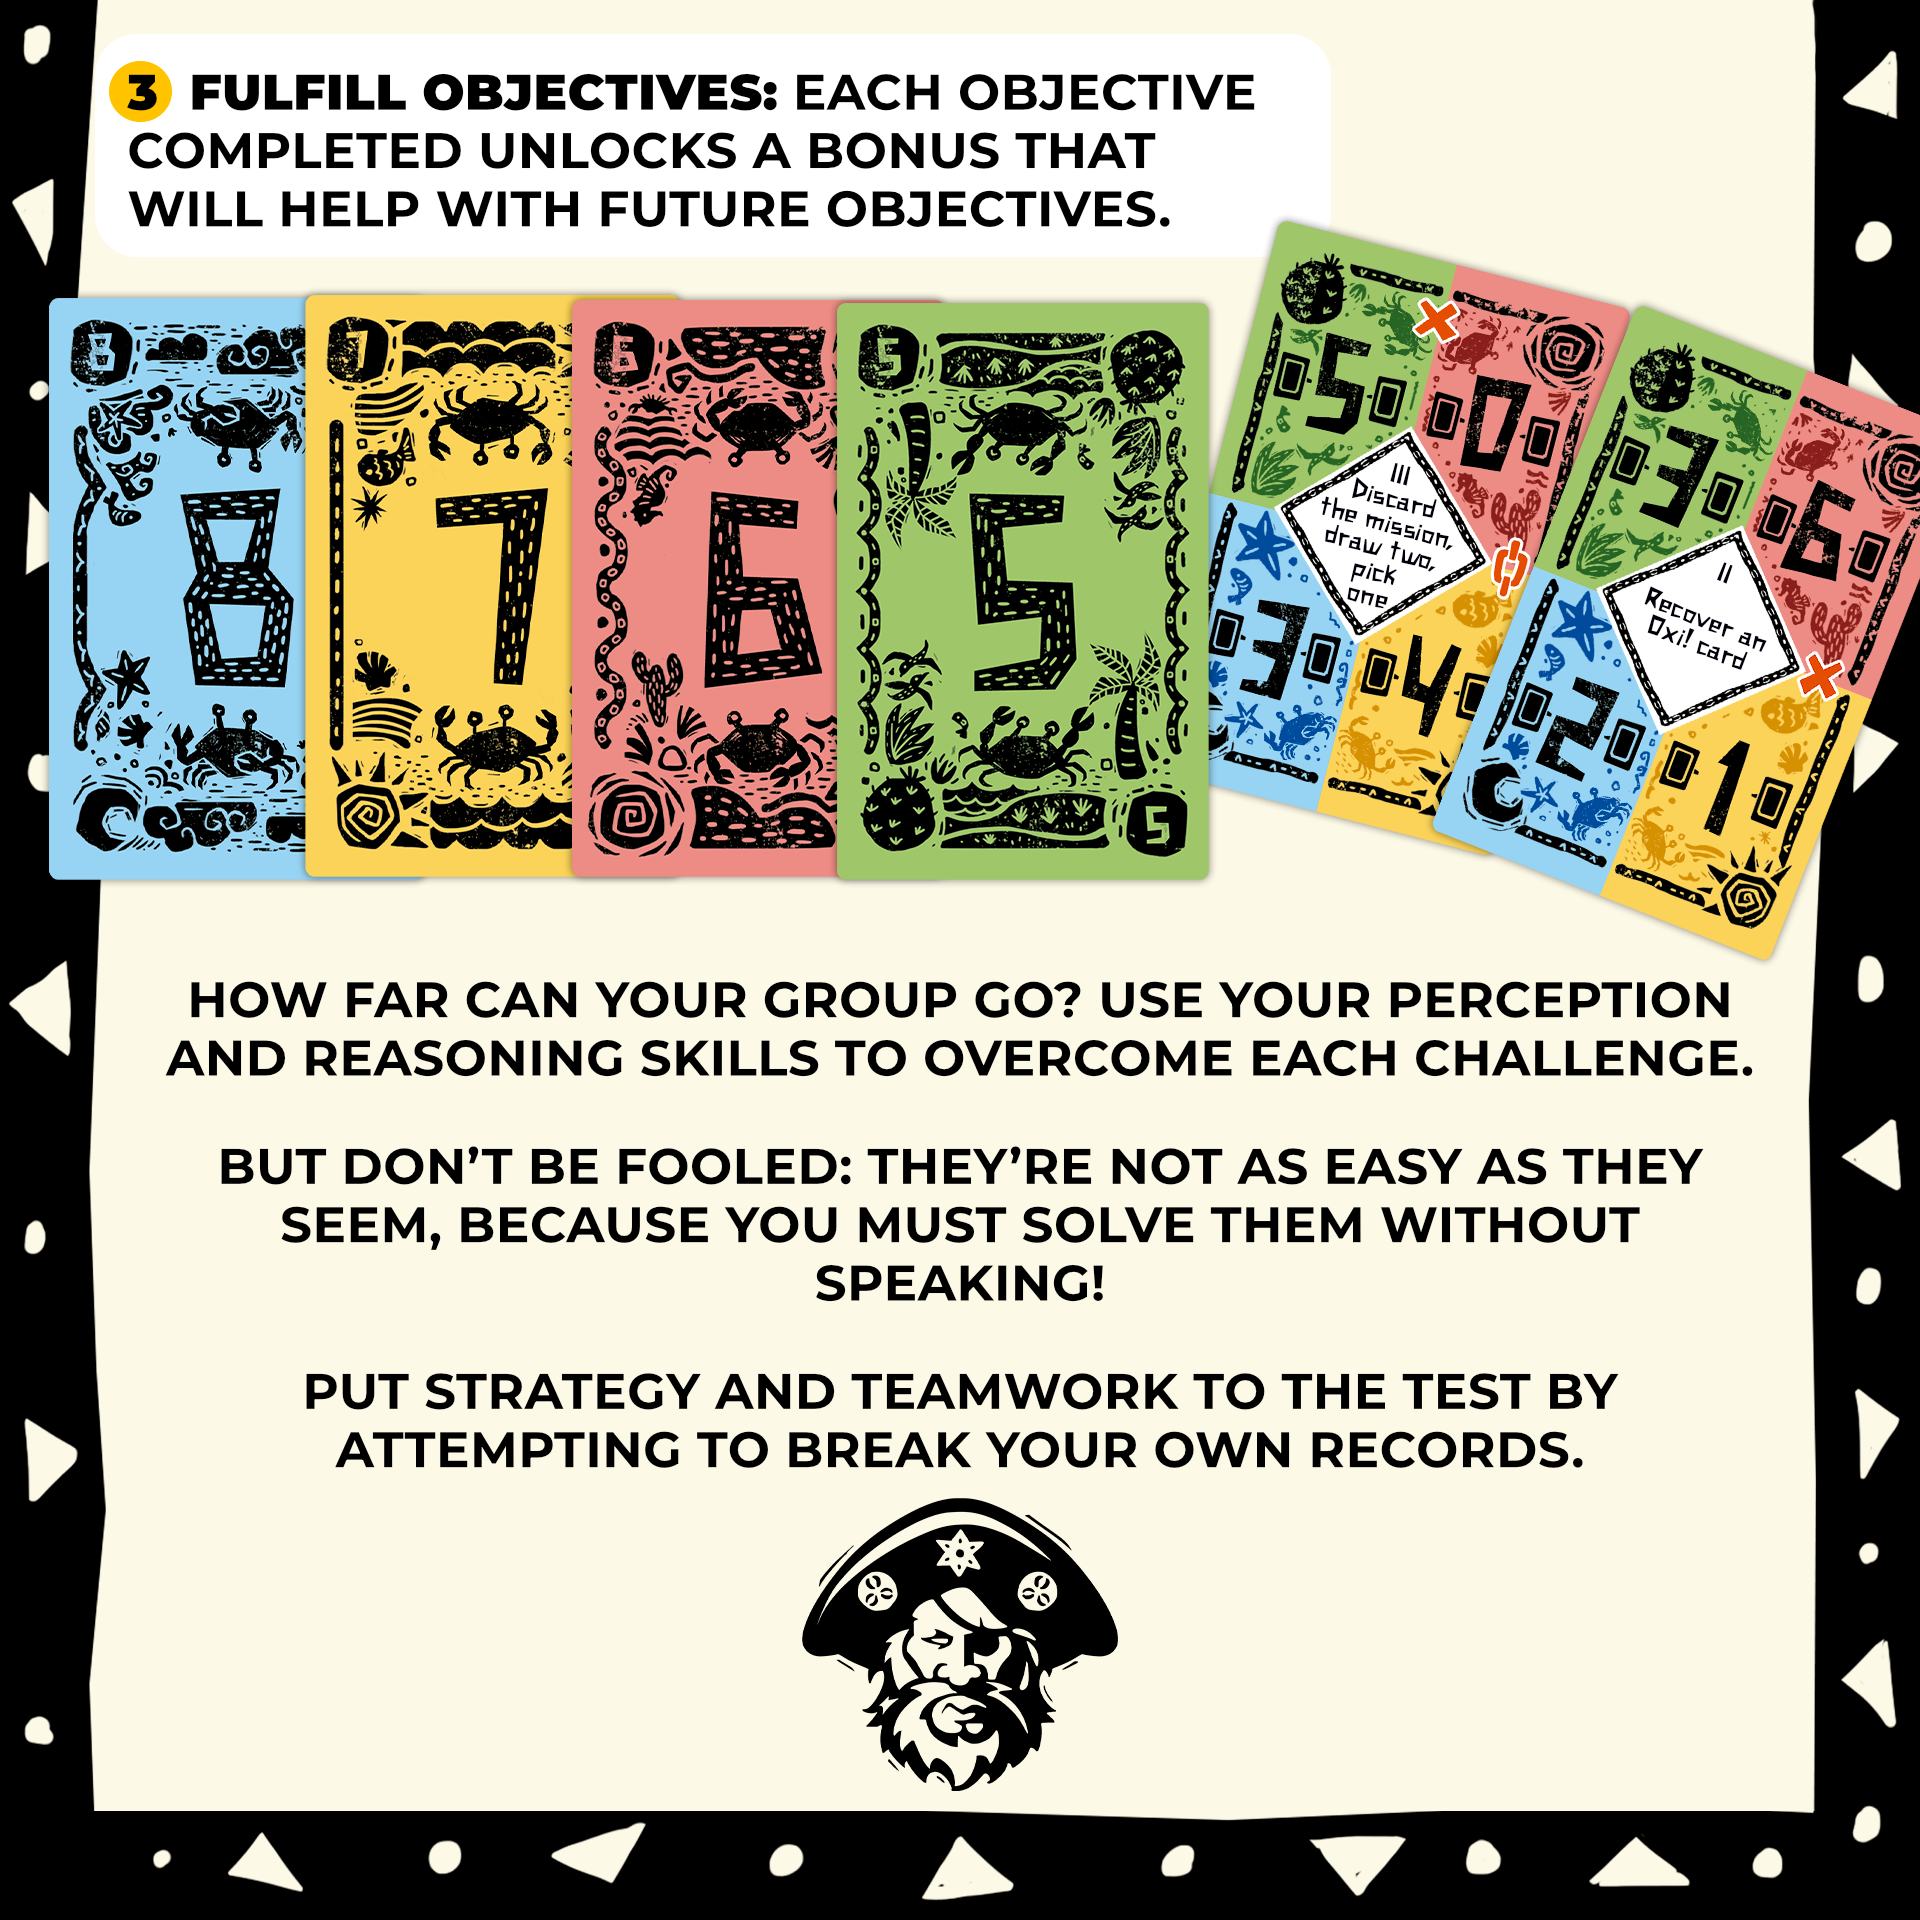 3 FULFILL OBJECTIVES: EACH OBJECTIVE
COMPLETED UNLOCKS A BONUS THAT
WILL HELP WITH FUTURE OBJECTIVES.
8
8
7
7
6
6
5
5
5
5
0
3
4
III
Discard
the mission,
draw two,
pick
one
3
6
2
1
II
Recover an
Oxi! card
HOW FAR CAN YOUR GROUP GO? USE YOUR PERCEPTION
AND REASONING SKILLS TO OVERCOME EACH CHALLENGE.
BUT DON'T BE FOOLED: THEY'RE NOT AS EASY AS THEY
SEEM, BECAUSE YOU MUST SOLVE THEM WITHOUT
SPEAKING!
PUT STRATEGY AND TEAMWORK TO THE TEST BY
ATTEMPTING TO BREAK YOUR OWN RECORDS.